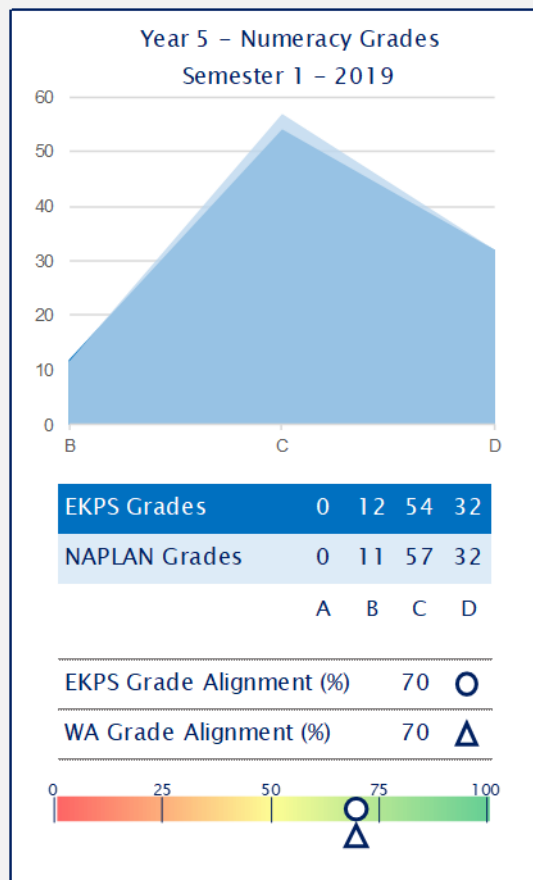 Year 5 – Numeracy Grades
Semester 1 – 2019
60
50
40
30
20
10
0
B C D
EKPS Grades 0 12 54 32
NAPLAN Grades 0 11 57 32
A B C D
EKPS Grade Alignment (%) 70
WA Grade Alignment (%) 70
0 25 50 75 100